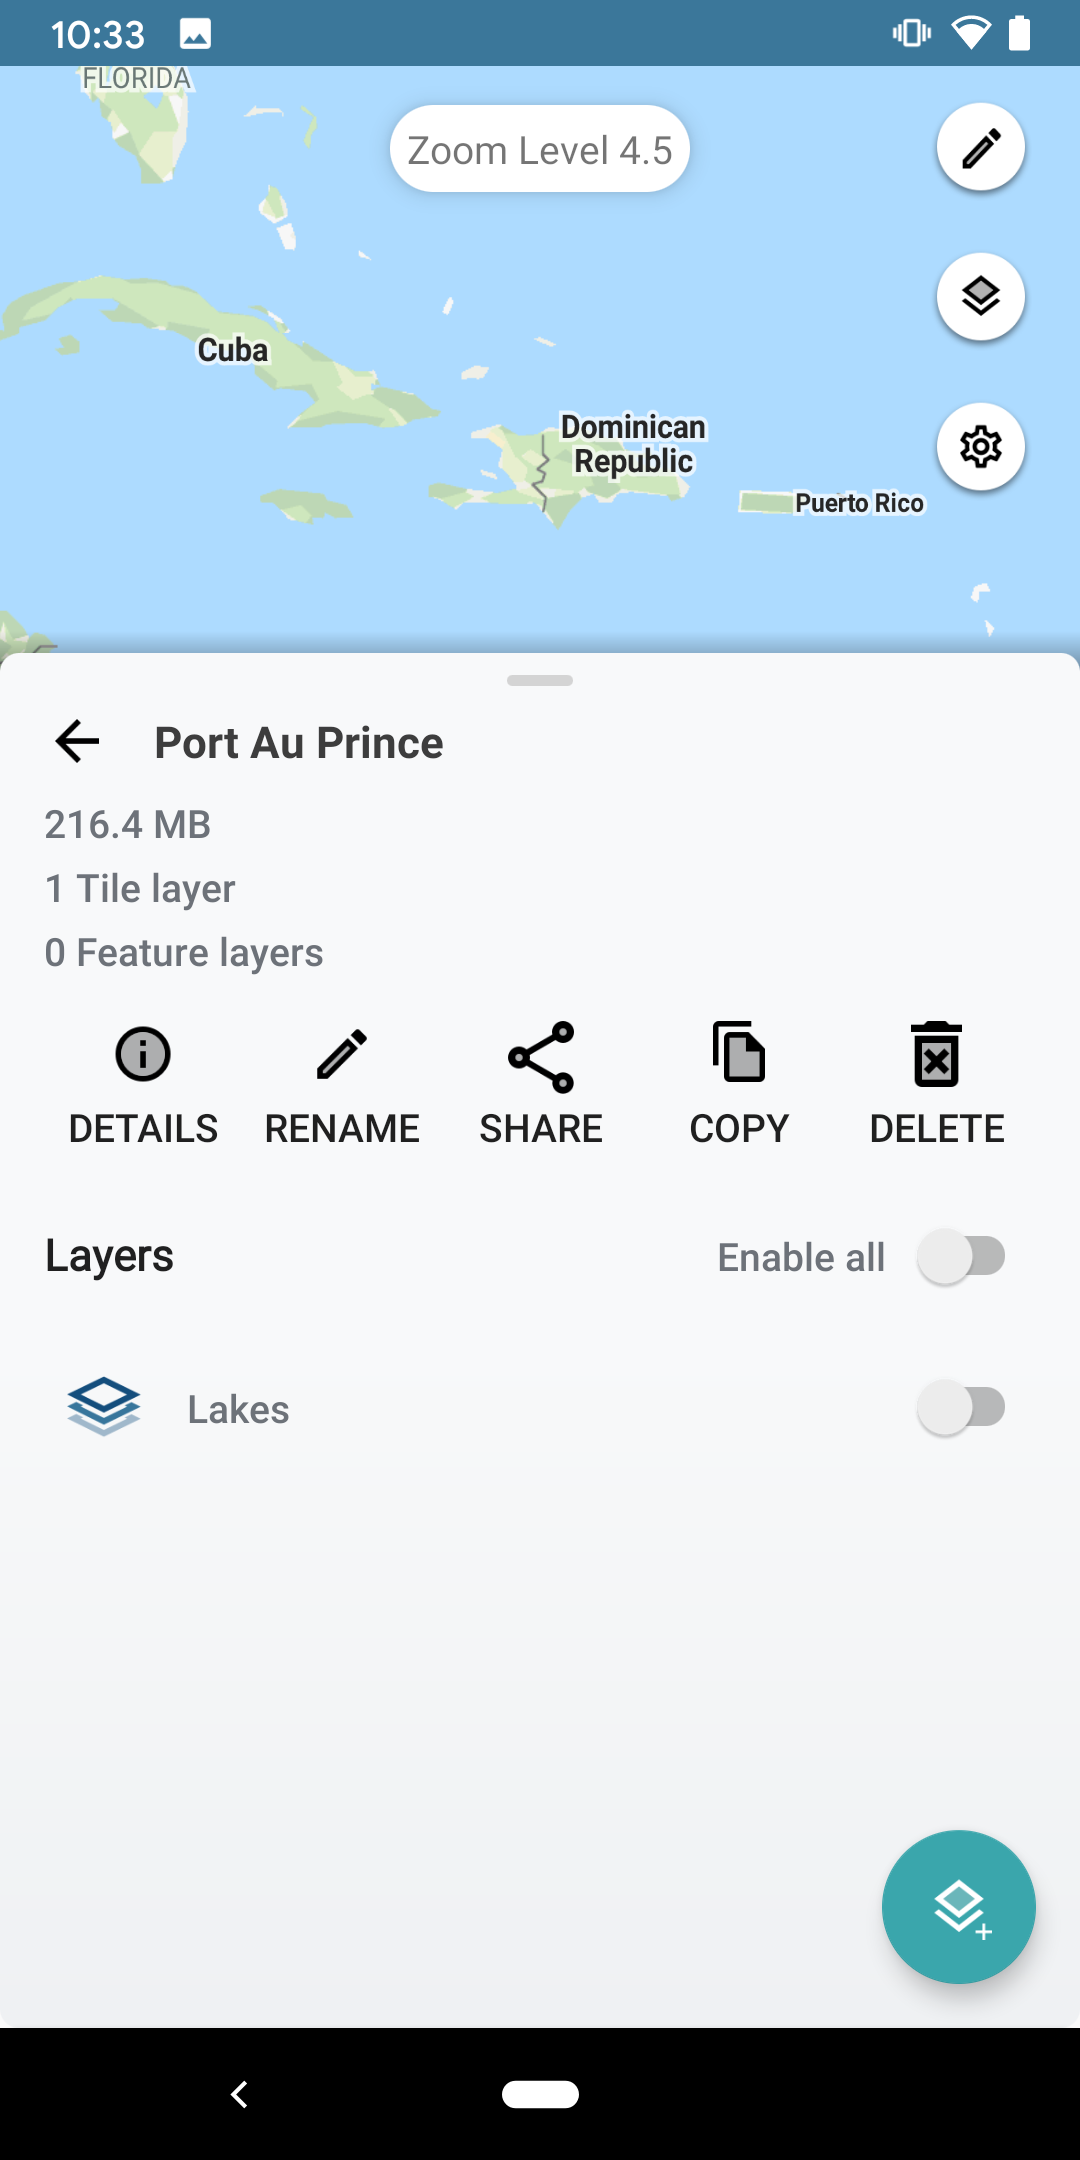 10:33
FLORIDA
Zoom Level 4.5
Cuba
Dominican
Republic
Puerto Rico
Port Au Prince
216.4 MB
1 Tile layer
0 Feature layers
DETAILS RENAME SHARE COPY DELETE
Layers Enable all
Lakes